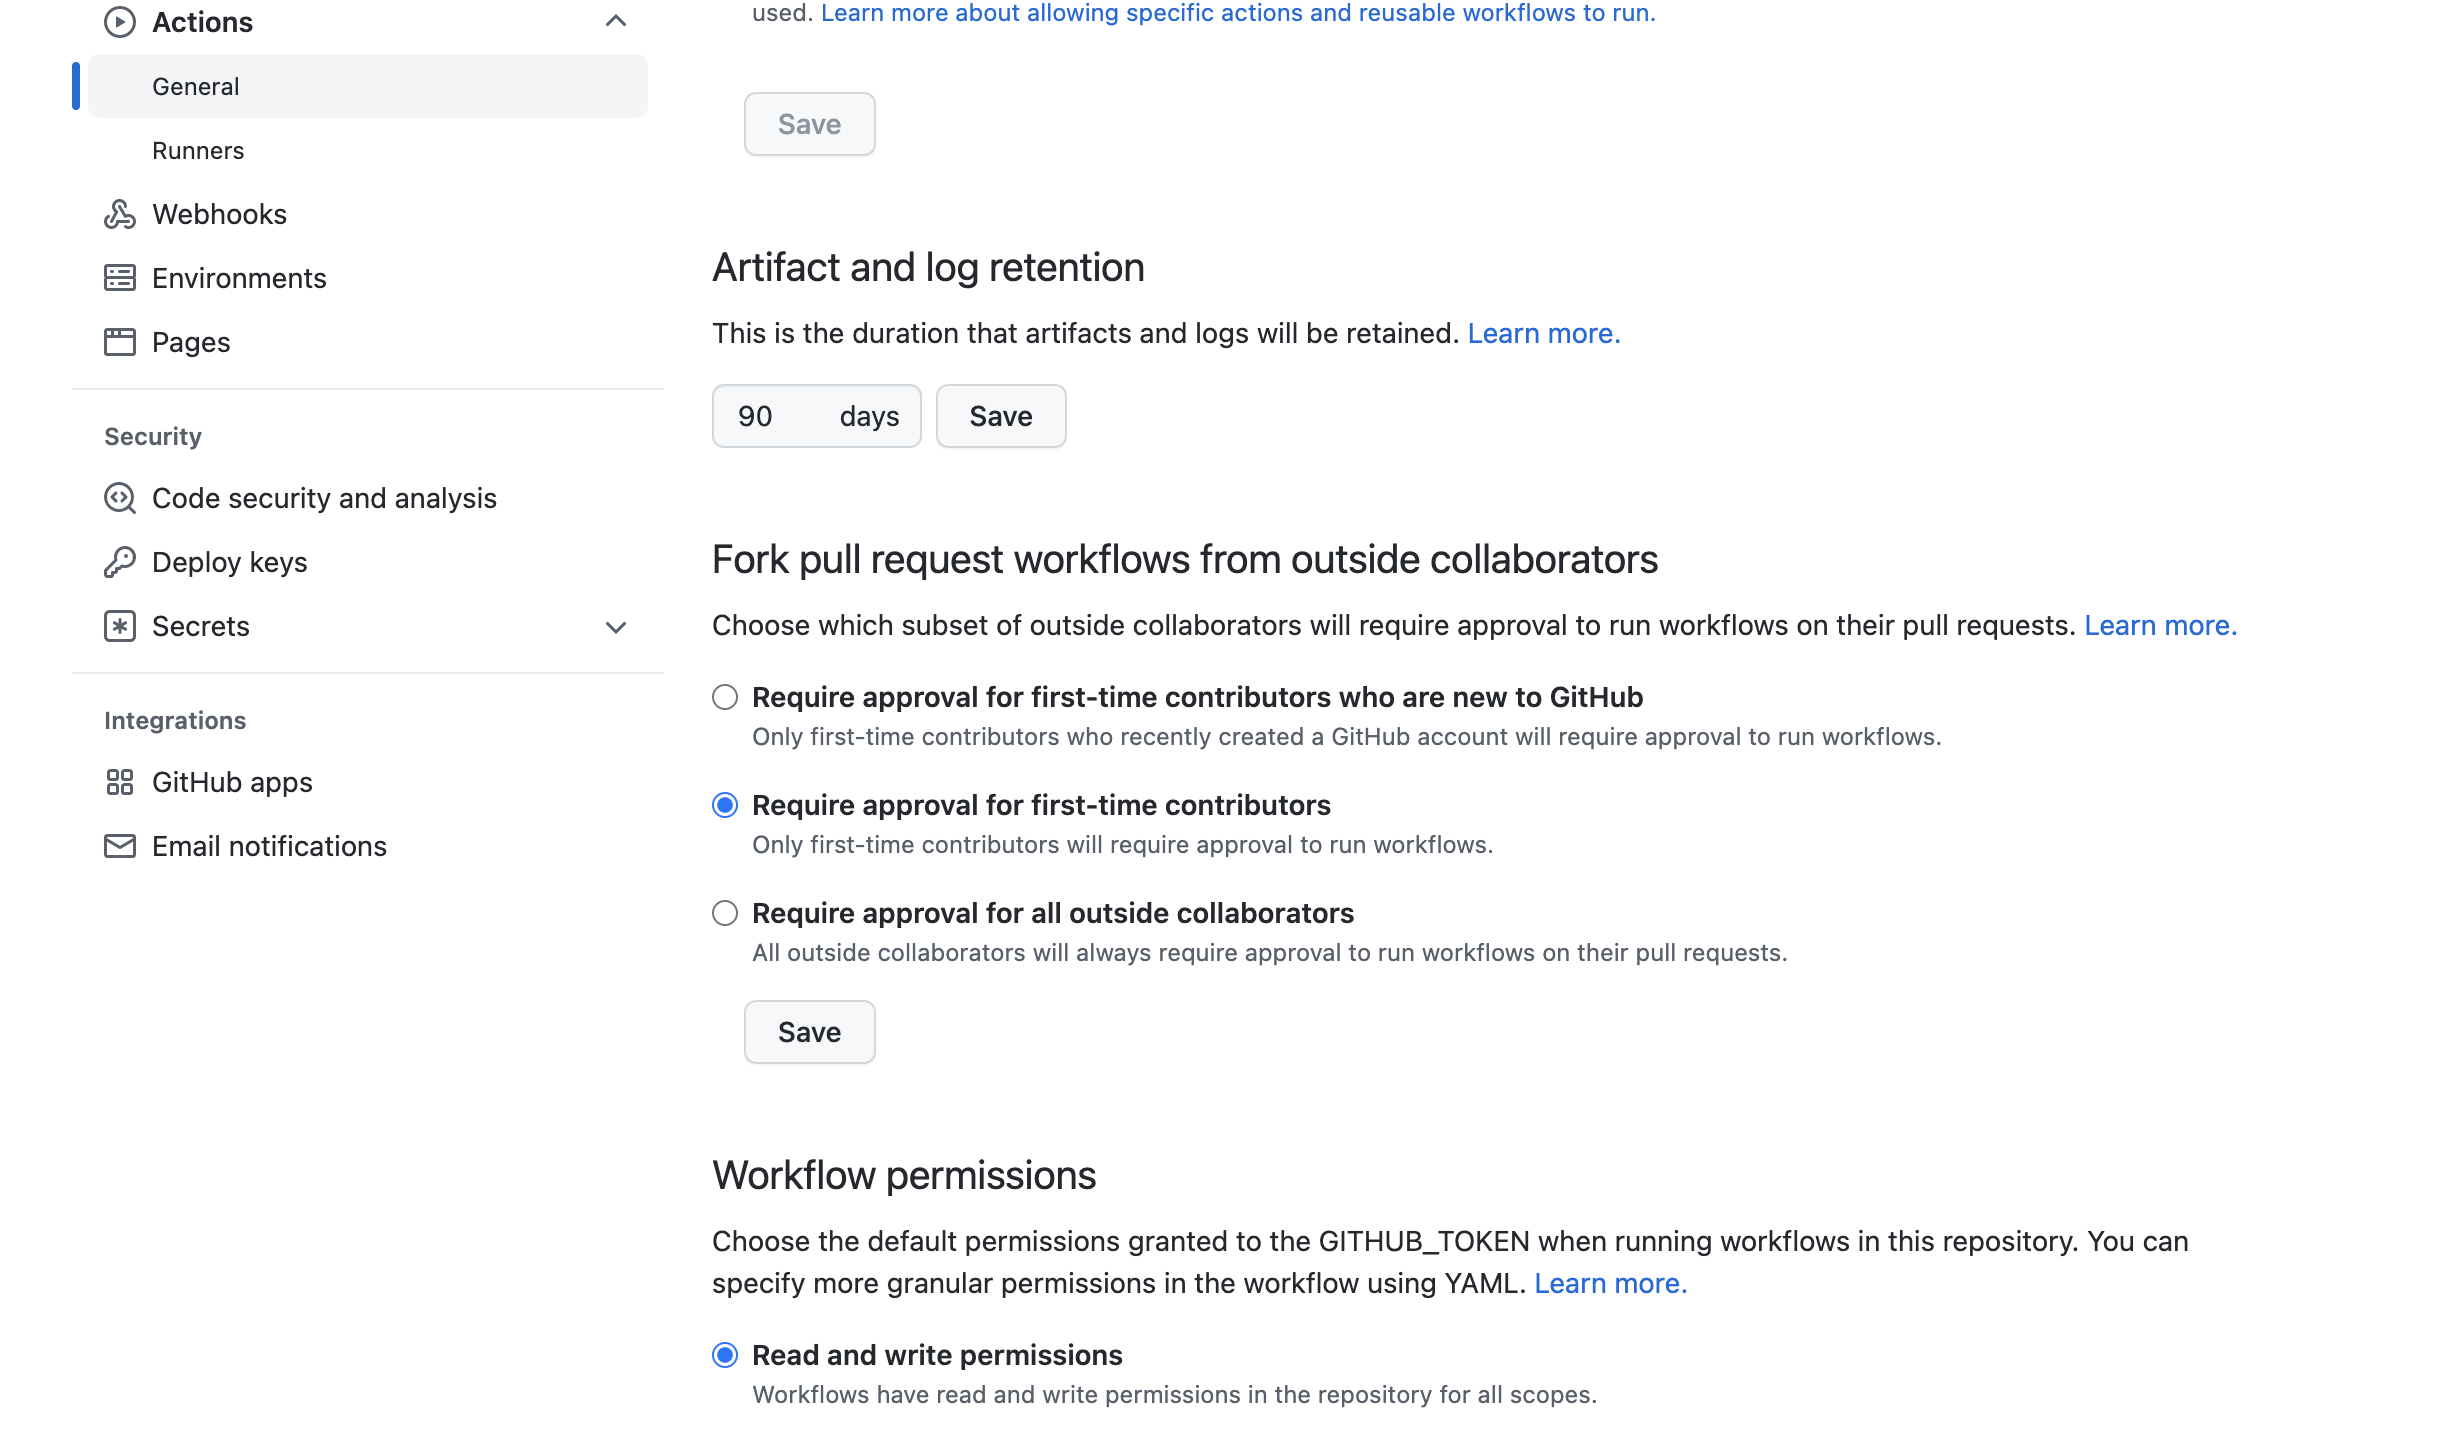 Actions
General
Runners
Webhooks
Environments
Pages
Security
Code security and analysis
Deploy keys
Secrets
Integrations
GitHub apps
Email notifications
used. Learn more about allowing specific actions and reusable workflows to run.
Save
Artifact and log retention
This is the duration that artifacts and logs will be retained. Learn more.
90 days Save
Fork pull request workflows from outside collaborators
Choose which subset of outside collaborators will require approval to run workflows on their pull requests. Learn more.
Require approval for first-time contributors who are new to GitHub
Only first-time contributors who recently created a GitHub account will require approval to run workflows.
Require approval for first-time contributors
Only first-time contributors will require approval to run workflows.
Require approval for all outside collaborators
All outside collaborators will always require approval to run workflows on their pull requests.
Save
Workflow permissions
Choose the default permissions granted to the GITHUB_TOKEN when running workflows in this repository. You can
specify more granular permissions in the workflow using YAML. Learn more.
Read and write permissions
Workflows have read and write permissions in the repository for all scopes.